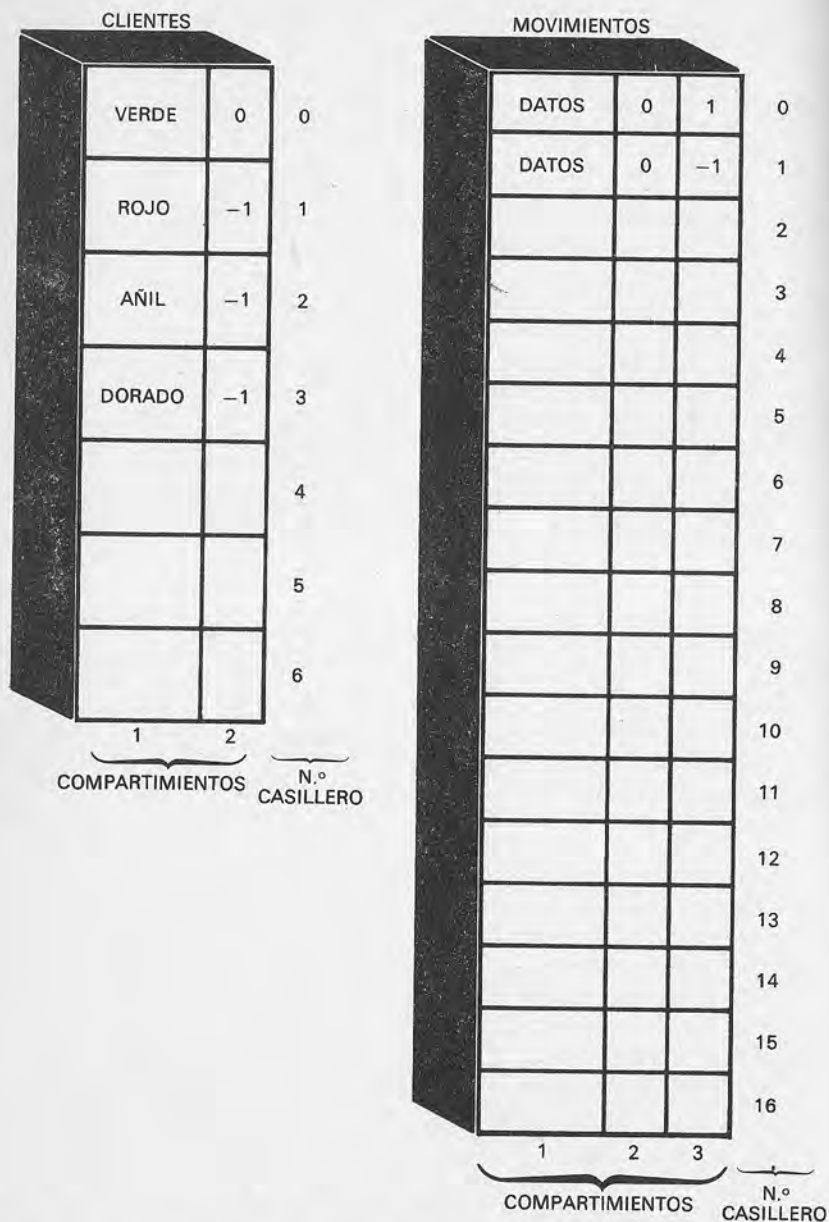 CLIENTES
VERDE 0 0
ROJO −1 1
AÑIL −1 2
DORADO −1 3
4
5
6
1 2
COMPARTIMIENTOS
N.º
CASILLERO
MOVIMIENTOS
DATOS 0 1 0
DATOS 0 −1 1
2
3
4
5
6
7
8
9
10
11
12
13
14
15
16
1 2 3
COMPARTIMIENTOS
N.º
CASILLERO